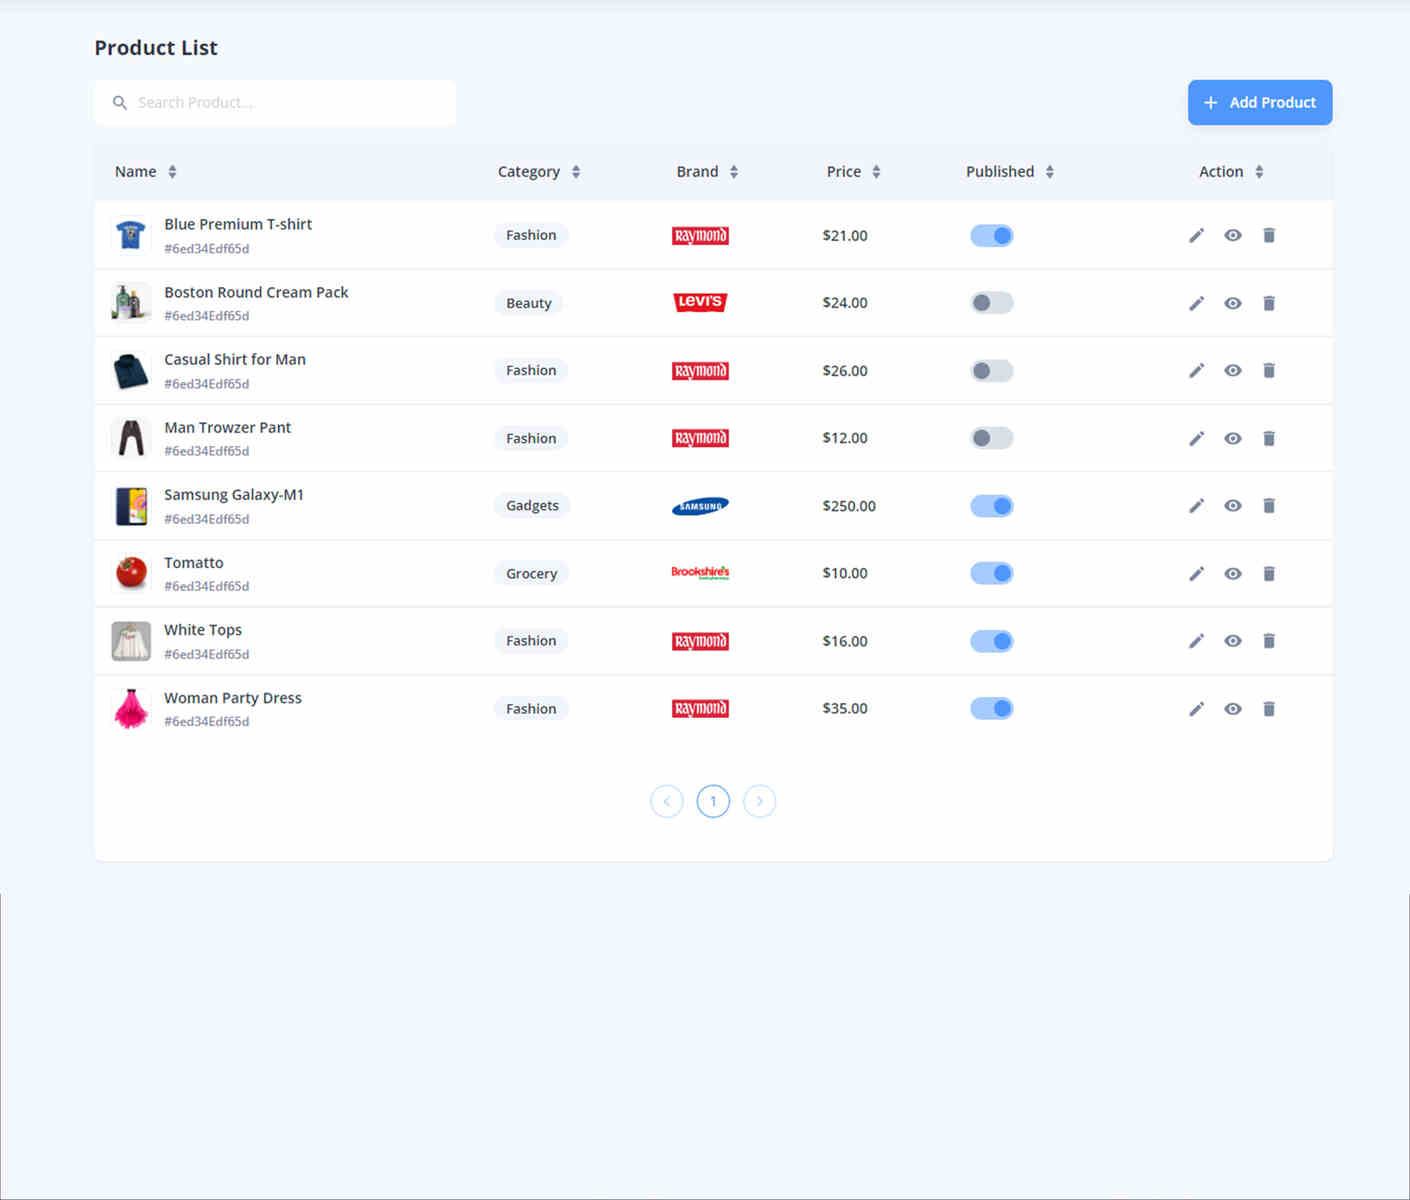 Product List
Search Product...
Add Product
Name Category Brand Price Published Action
Blue Premium T-shirt
#6ed34Edf65d
Fashion Raymond $21.00
Boston Round Cream Pack
#6ed34Edf65d
Beauty Levi's $24.00
Casual Shirt for Man
#6ed34Edf65d
Fashion Raymond $26.00
Man Trowzer Pant
#6ed34Edf65d
Fashion Raymond $12.00
Samsung Galaxy-M1
#6ed34Edf65d
Gadgets SAMSUNG $250.00
Tomatto
#6ed34Edf65d
Grocery Brookshire's $10.00
White Tops
#6ed34Edf65d
Fashion Raymond $16.00
Woman Party Dress
#6ed34Edf65d
Fashion Raymond $35.00
1